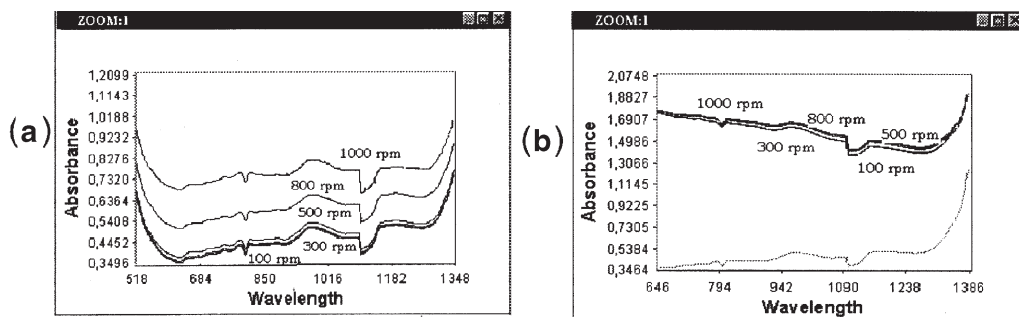 (a)
ZOOM:1
Absorbance
1,2099
1,1143
1,0188
0,9232
0,8276
0,7320
0,6364
0,5408
0,4452
0,3496
1000 rpm
800 rpm
500 rpm
300 rpm
100 rpm
518 684 850 1016 1182 1348
Wavelength
(b)
ZOOM:1
Absorbance
2,0748
1,8827
1,6907
1,4986
1,3066
1,1145
0,9225
0,7305
0,5384
0,3464
1000 rpm
800 rpm
500 rpm
300 rpm
100 rpm
646 794 942 1090 1238 1386
Wavelength